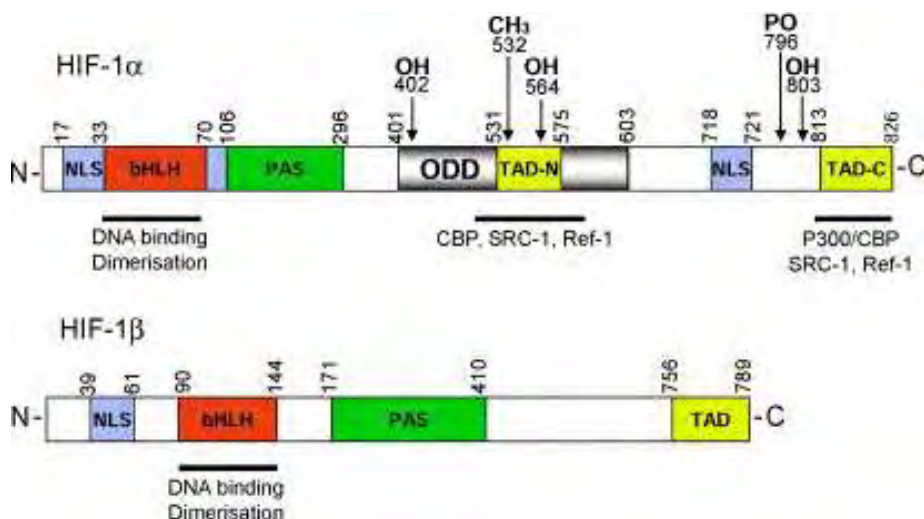 HIF-1α
OH
402
CH₃
532
OH
564
PO
796
OH
803
17 33 70 106 296 401 531 575 603 718 721 813 826
N- NLS bHLH PAS ODD TAD-N NLS TAD-C -C
DNA binding
Dimerisation
CBP, SRC-1, Ref-1
P300/CBP
SRC-1, Ref-1
HIF-1β
39 61 90 144 171 410 756 789
N- NLS bHLH PAS TAD -C
DNA binding
Dimerisation